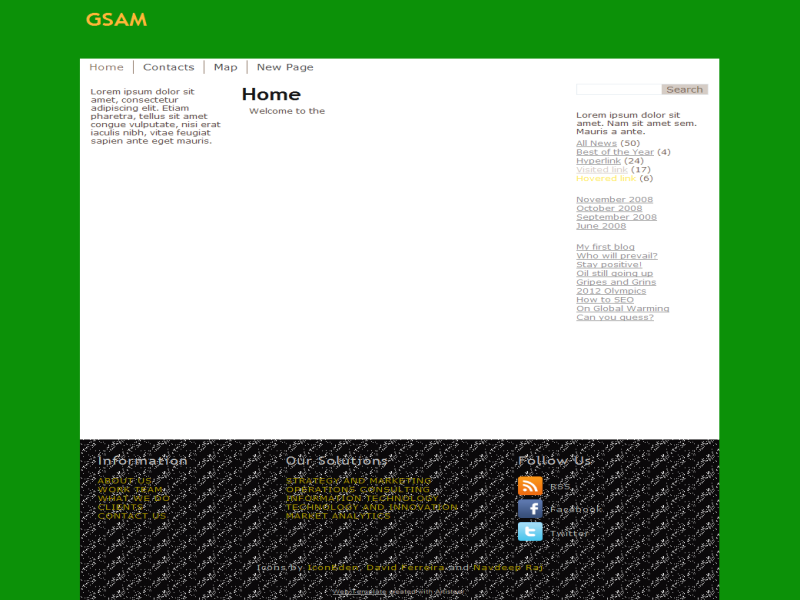 GSAM
Home Contacts Map New Page
Lorem ipsum dolor sit
amet, consectetur
adipiscing elit. Etiam
pharetra, tellus sit amet
congue vulputate, nisi erat
iaculis nibh, vitae feugiat
sapien ante eget mauris.
Home
Welcome to the
Search
Lorem ipsum dolor sit
amet. Nam sit amet sem.
Mauris a ante.
All News (50)
Best of the Year (4)
Hyperlink (24)
Visited link (17)
Hovered link (6)
November 2008
October 2008
September 2008
June 2008
My first blog
Who will prevail?
Stay positive!
Oil still going up
Gripes and Grins
2012 Olympics
How to SEO
On Global Warming
Can you guess?
Information
ABOUT US
WORK TEAM
WHAT WE DO
CLIENTS
CONTACT US
Our Solutions
STRATEGY AND MARKETING
OPERATIONS CONSULTING
INFORMATION TECHNOLOGY
TECHNOLOGY AND INNOVATION
MARKET ANALYTICS
Follow Us
RSS
Facebook
Twitter
Icons by IconEden, David Ferreira and Navdeep Raj
Web Template created with Artisteer.